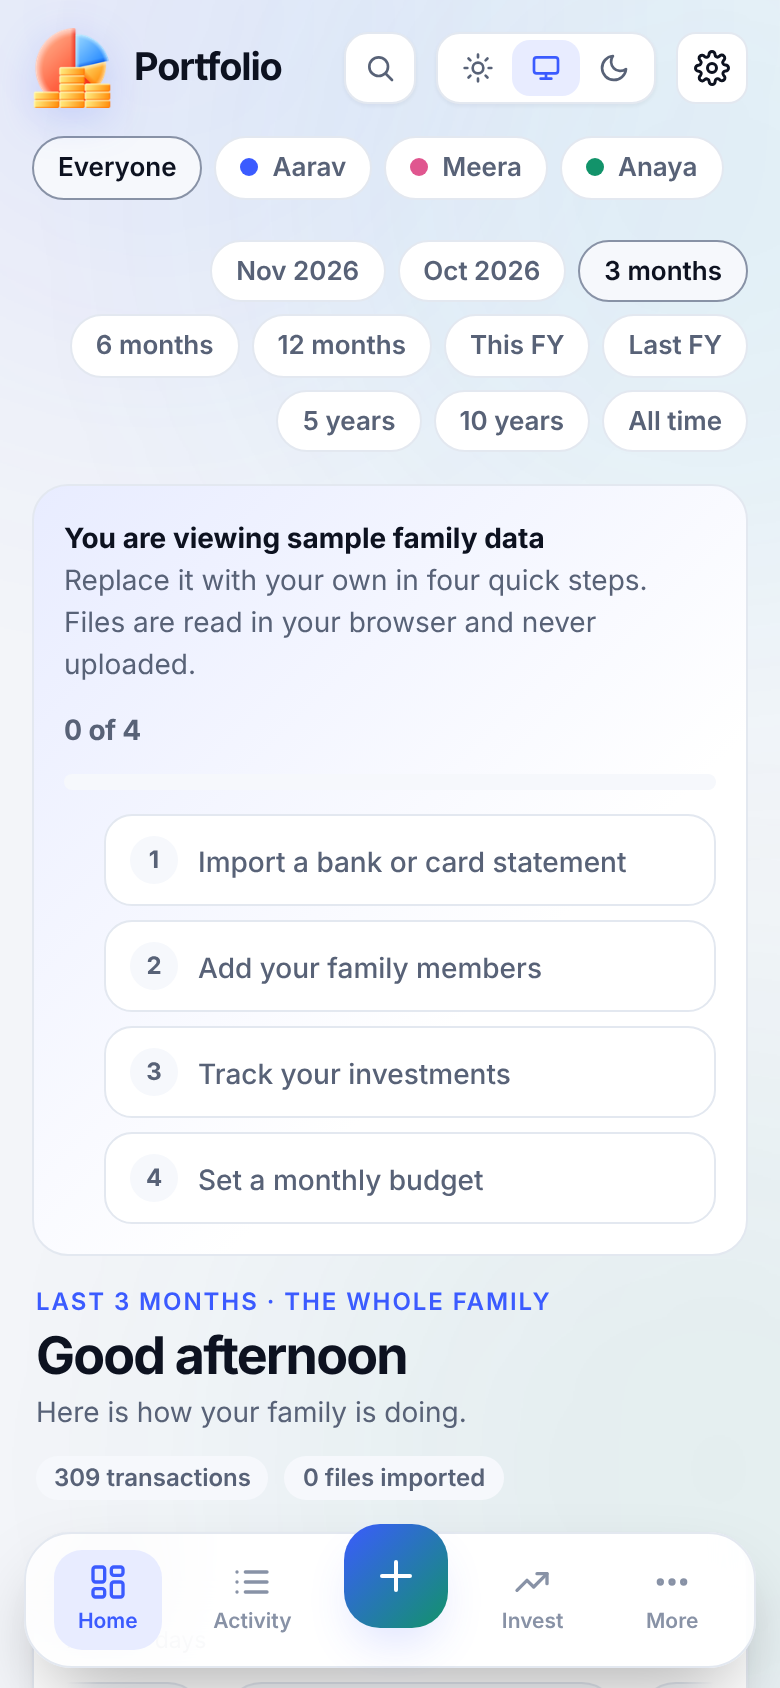 Portfolio
Everyone Aarav Meera Anaya
Nov 2026 Oct 2026 3 months
6 months 12 months This FY Last FY
5 years 10 years All time
You are viewing sample family data
Replace it with your own in four quick steps.
Files are read in your browser and never
uploaded.
0 of 4
1 Import a bank or card statement
2 Add your family members
3 Track your investments
4 Set a monthly budget
LAST 3 MONTHS · THE WHOLE FAMILY
Good afternoon
Here is how your family is doing.
309 transactions 0 files imported
Home Activity Invest More
days